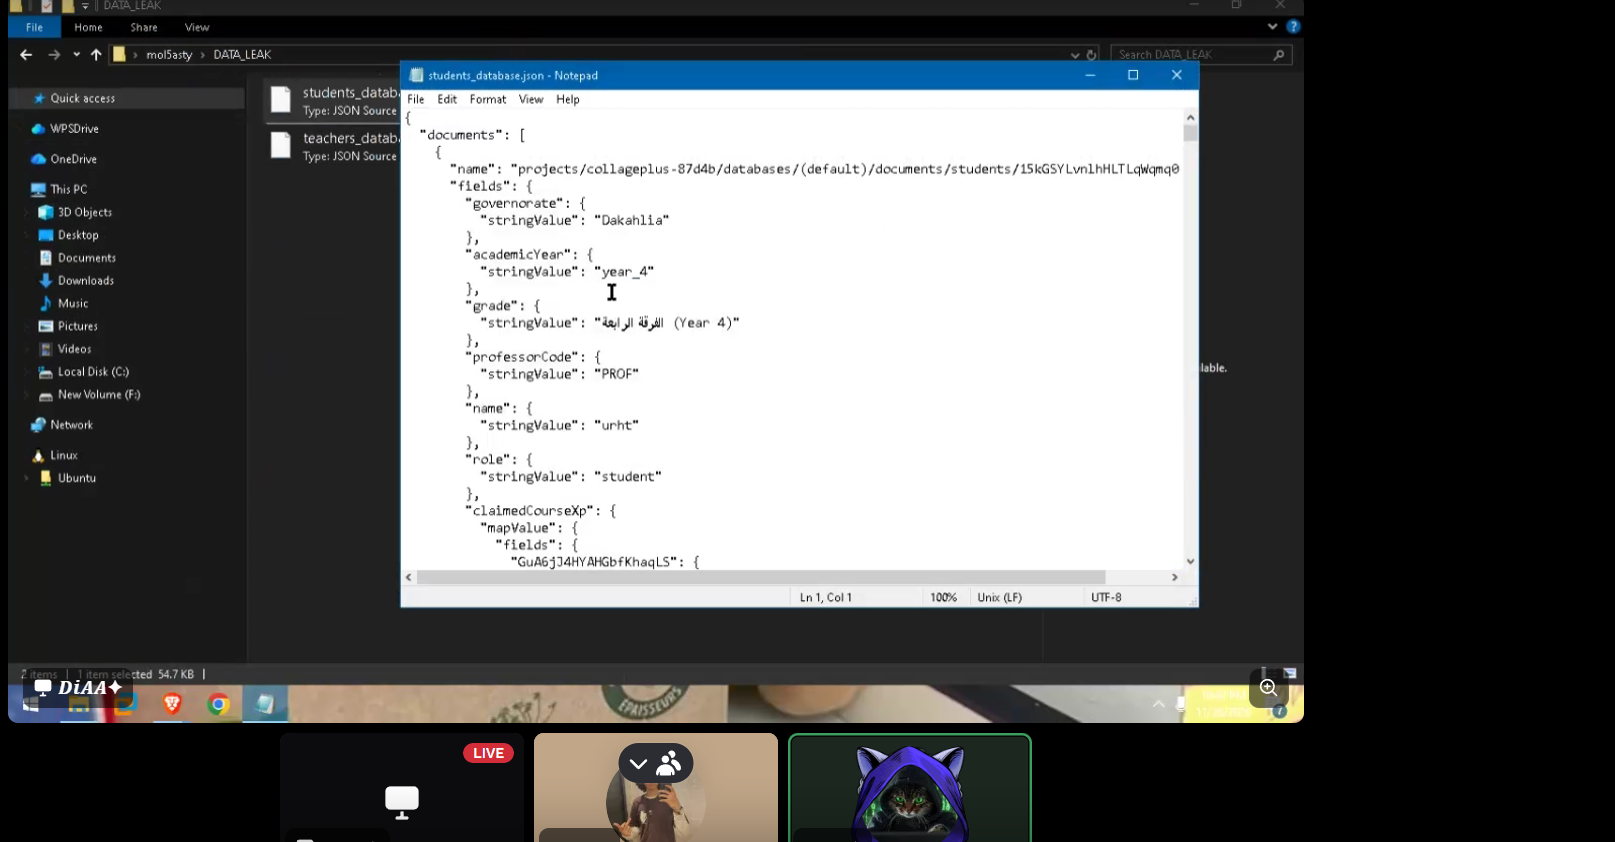 DATA_LEAK
File
Home
Share
View
mol5asty
DATA_LEAK
Search DATA_LEAK
Quick access
WPSDrive
OneDrive
This PC
3D Objects
Desktop
Documents
Downloads
Music
Pictures
Videos
Local Disk (C:)
New Volume (F:)
Network
Linux
Ubuntu
students_datab
Type: JSON Source
teachers_datab
Type: JSON Source
students_database.json - Notepad
File Edit Format View Help
{
"documents": [
{
"name": "projects/collageplus-87d4b/databases/(default)/documents/students/15kGSYLvnlhHLTLqWqmq0
"fields": {
"governorate": {
"stringValue": "Dakahlia"
},
"academicYear": {
"stringValue": "year_4"
},
"grade": {
"stringValue": "الفرقة الرابعة (Year 4)"
},
"professorCode": {
"stringValue": "PROF"
},
"name": {
"stringValue": "urht"
},
"role": {
"stringValue": "student"
},
"claimedCourseXp": {
"mapValue": {
"fields": {
"GuA6jJ4HYAHGbfKhaqLS": {
Ln 1, Col 1
100%
Unix (LF)
UTF-8
lable.
2 items
1 item selected 54.7 KB
DiAA✦
ÉPAISSEURS
LIVE